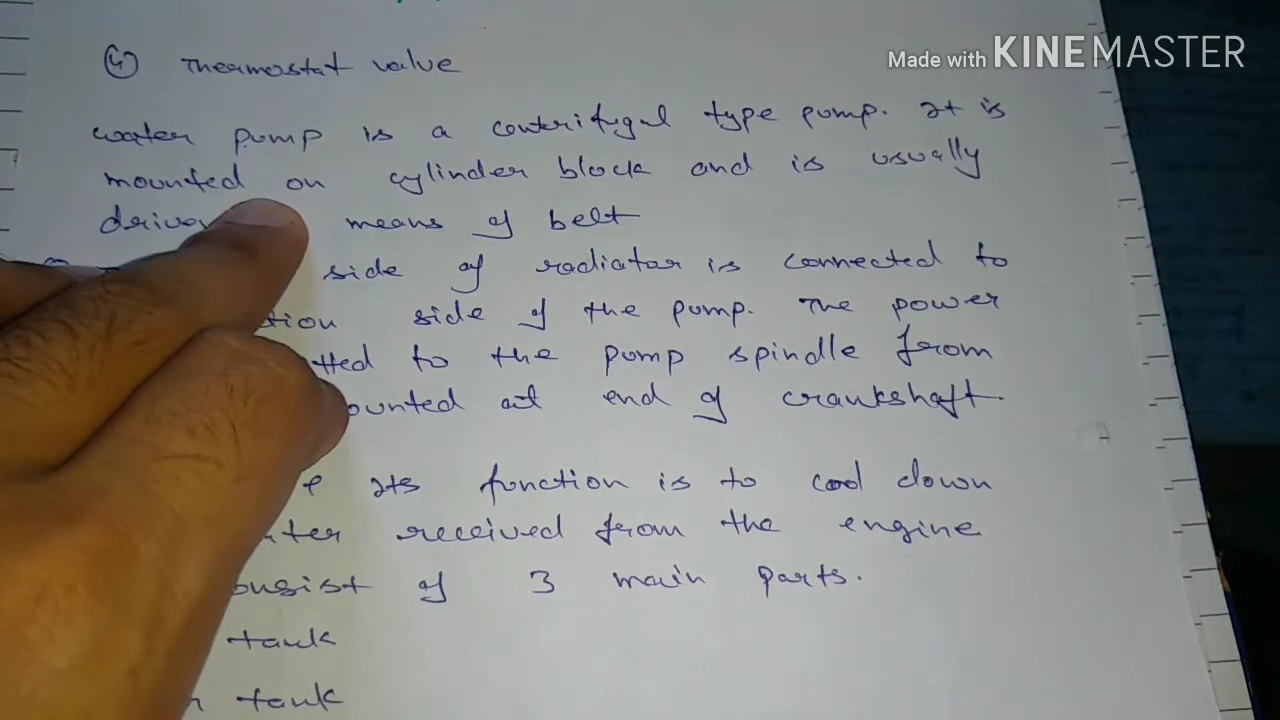 Made with KINEMASTER
(4) Thermostat value
water pump is a centrifugal type pump. It is
mounted on cylinder block and is usually
means of belt
side of radiator is connected to
side of the pump. The power
to the pump spindle from
at end of crankshaft.
Its function is to cool down
received from the engine
of 3 main parts.
tank
tank